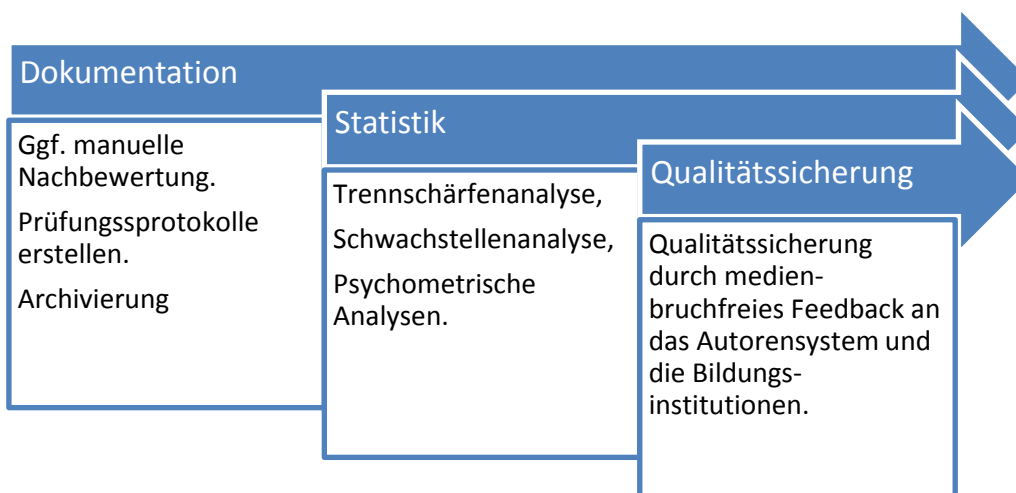 Dokumentation
Ggf. manuelle
Nachbewertung.
Prüfungssprotokolle
erstellen.
Archivierung
Statistik
Trennschärfenanalyse,
Schwachstellenanalyse,
Psychometrische
Analysen.
Qualitätssicherung
Qualitätssicherung
durch medien-
bruchfreies Feedback an
das Autorensystem und
die Bildungs-
institutionen.